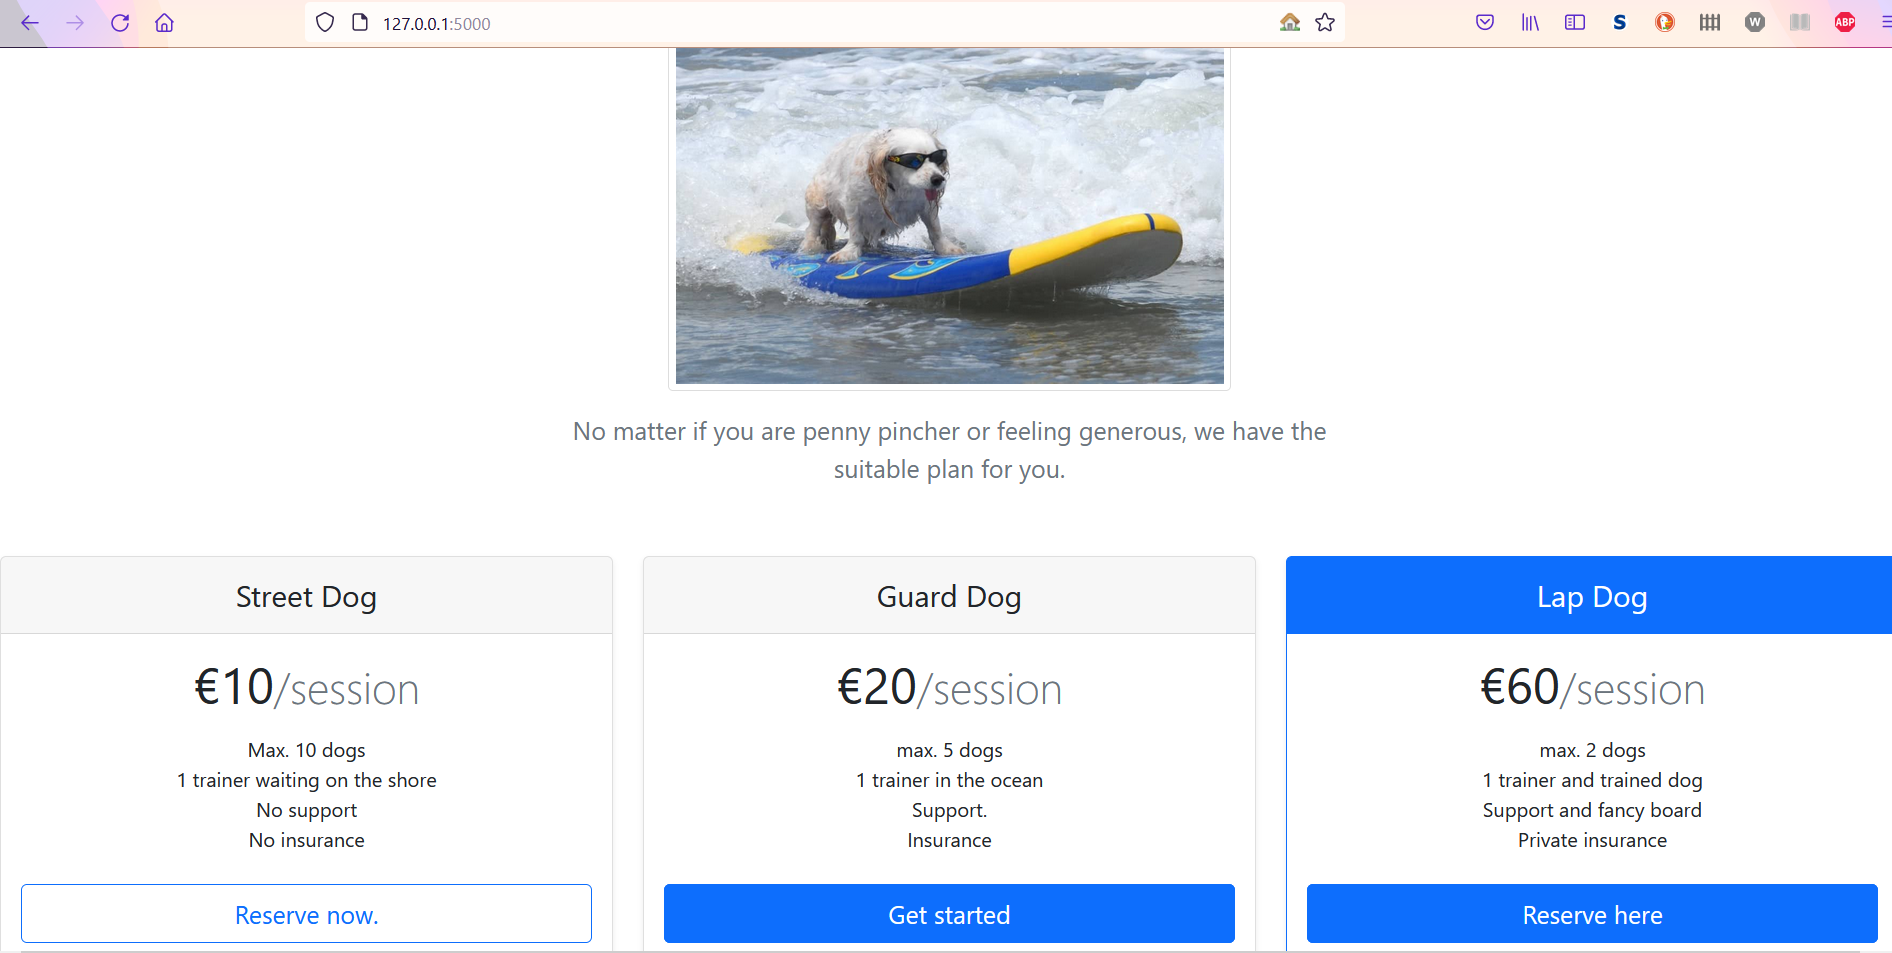 127.0.0.1:5000
S
W
ABP
No matter if you are penny pincher or feeling generous, we have the
suitable plan for you.
Street Dog
€10/session
Max. 10 dogs
1 trainer waiting on the shore
No support
No insurance
Reserve now.
Guard Dog
€20/session
max. 5 dogs
1 trainer in the ocean
Support.
Insurance
Get started
Lap Dog
€60/session
max. 2 dogs
1 trainer and trained dog
Support and fancy board
Private insurance
Reserve here